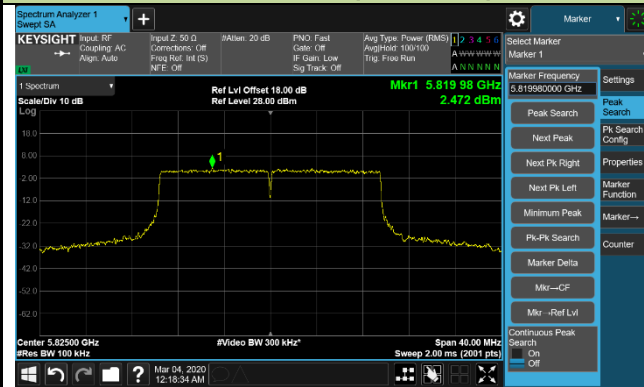 Spectrum Analyzer 1
Swept SA
Marker
KEYSIGHT
Input: RF
Coupling: AC
Align: Auto
Input Z: 50 Ω
Corrections: Off
Freq Ref: Int (S)
NFE: Off
#Atten: 20 dB
PNO: Fast
Gate: Off
IF Gain: Low
Sig Track: Off
Avg Type: Power (RMS)
Avg|Hold: 100/100
Trig: Free Run
1 2 3 4 5 6
A W W W W W
A N N N N N
LXI
1 Spectrum
Scale/Div 10 dB
Log
Ref Lvl Offset 18.00 dB
Ref Level 28.00 dBm
Mkr1 5.819 98 GHz
2.472 dBm
18.0
8.00
2.00
-12.0
-22.0
-32.0
-42.0
-52.0
-62.0
1
Center 5.82500 GHz
#Res BW 100 kHz
#Video BW 300 kHz*
Span 40.00 MHz
Sweep 2.00 ms (2001 pts)
Mar 04, 2020
12:18:34 AM
?
Select Marker
Marker 1
Marker Frequency
5.819980000 GHz
Peak Search
Next Peak
Next Pk Right
Next Pk Left
Minimum Peak
Pk-Pk Search
Marker Delta
Mkr→CF
Mkr→Ref Lvl
Continuous Peak
Search
On
Off
Settings
Peak
Search
Pk Search
Config
Properties
Marker
Function
Marker→
Counter